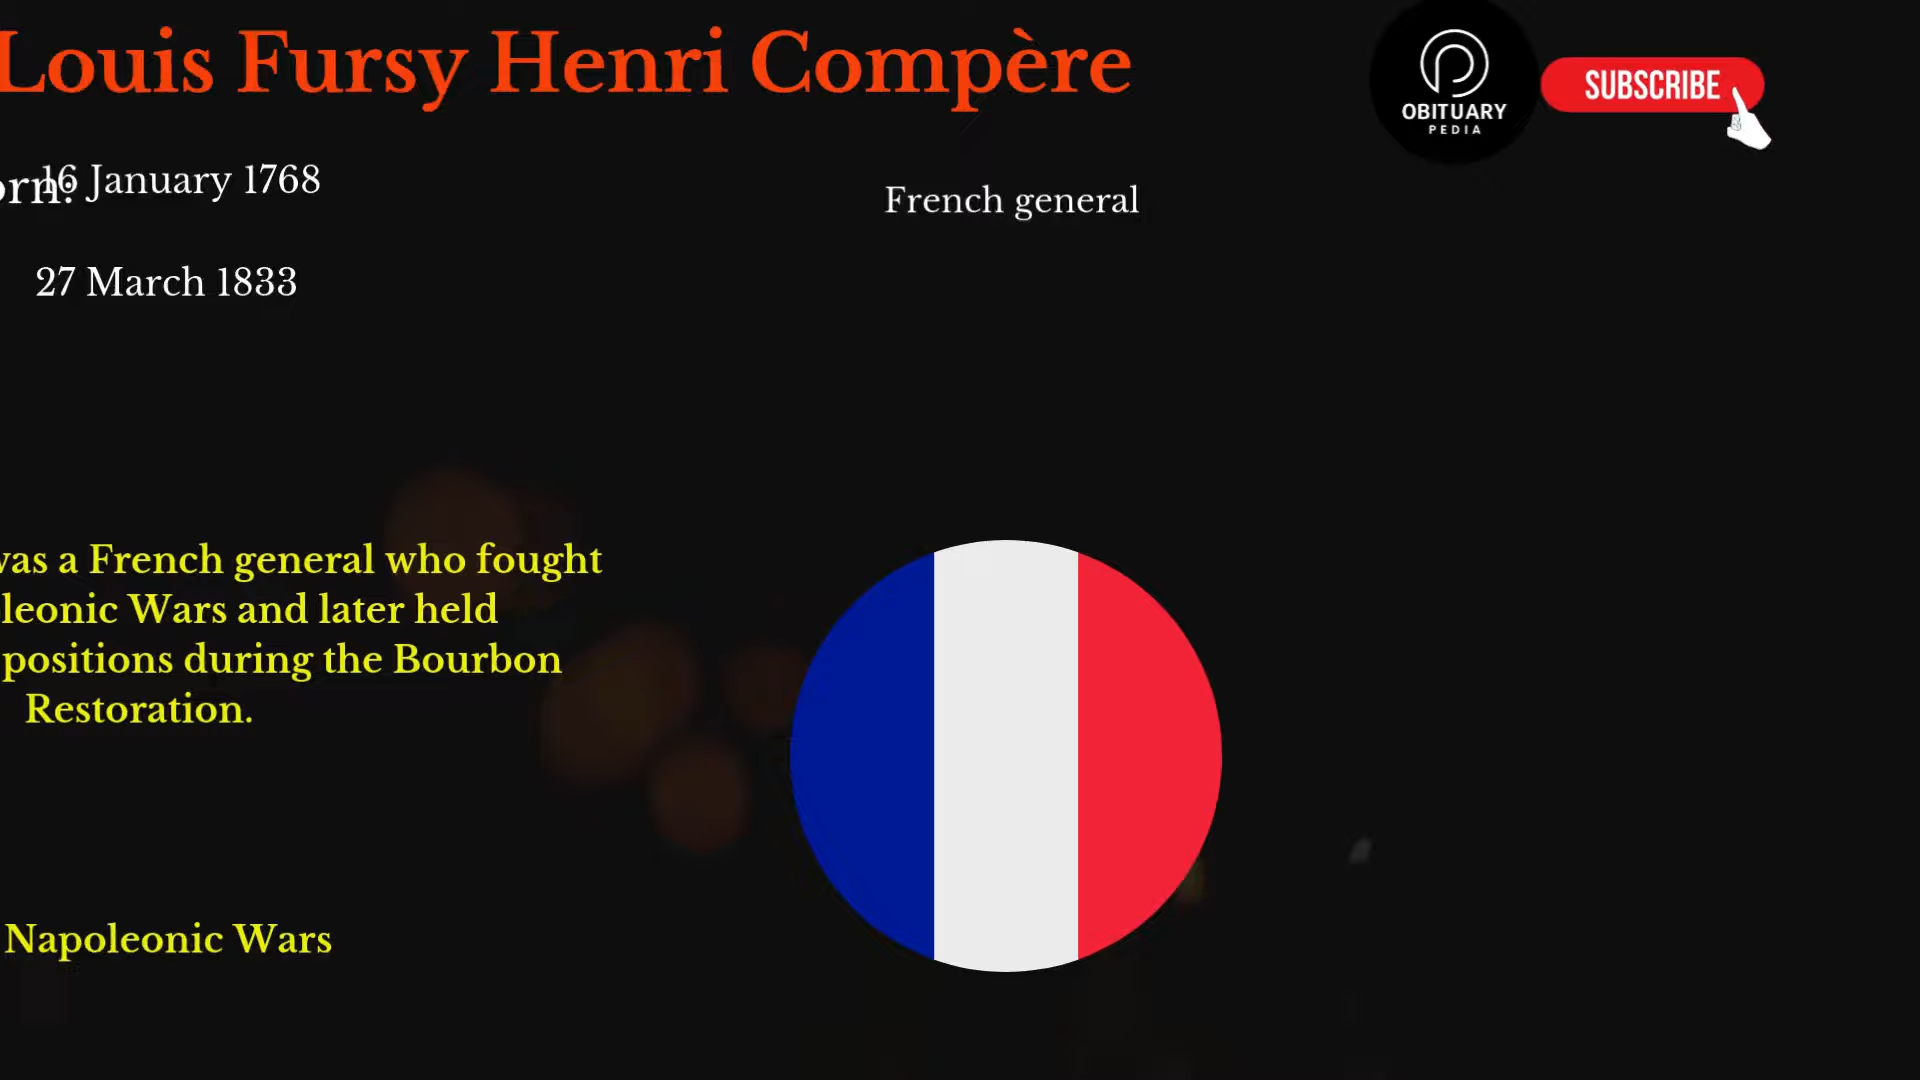 Louis Fursy Henri Compère
OBITUARY
PEDIA
SUBSCRIBE
orn:
16 January 1768
French general
27 March 1833
was a French general who fought
leonic Wars and later held
positions during the Bourbon
Restoration.
Napoleonic Wars